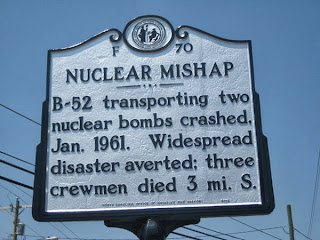 F 70
NUCLEAR MISHAP
B-52 transporting two
nuclear bombs crashed,
Jan. 1961. Widespread
disaster averted: three
crewmen died 3 mi. S.